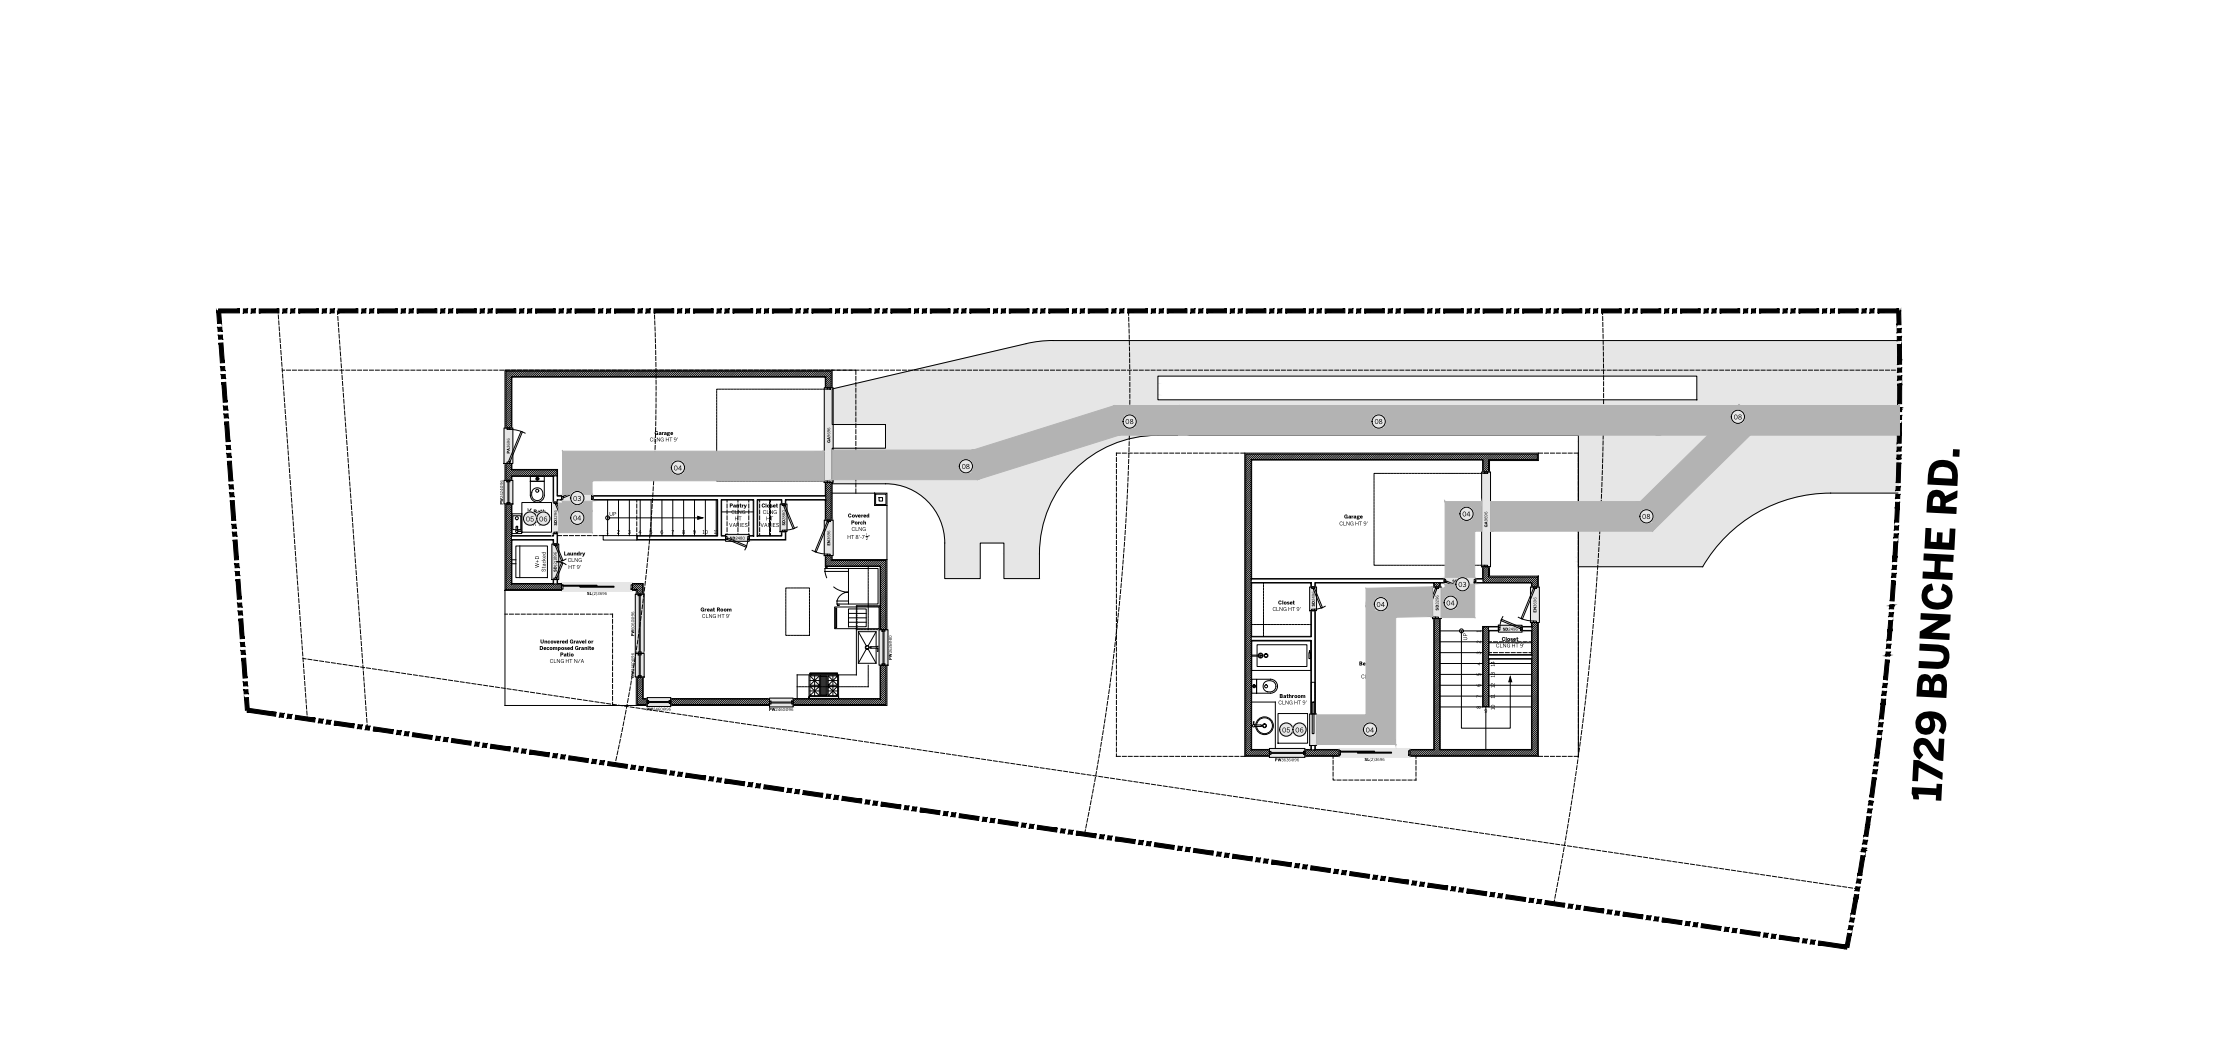 08
08
08
Garage
CLNG HT 9'
04
08
03
04
05 06
UP
Pantry
CLNG
HT
VARIES
Closet
CLNG
HT
VARIES
Covered
Porch
CLNG
HT 8'-7½"
W+D
Stacked
Laundry
CLNG
HT 9'
Great Room
CLNG HT 9'
Uncovered Gravel or
Decomposed Granite
Patio
CLNG HT N/A
Garage
CLNG HT 9'
04
08
03
04
04
Closet
CLNG HT 9'
UP
Closet
CLNG HT 9'
Be
Bathroom
CLNG HT 9'
05 06
04
1729 BUNCHE RD.